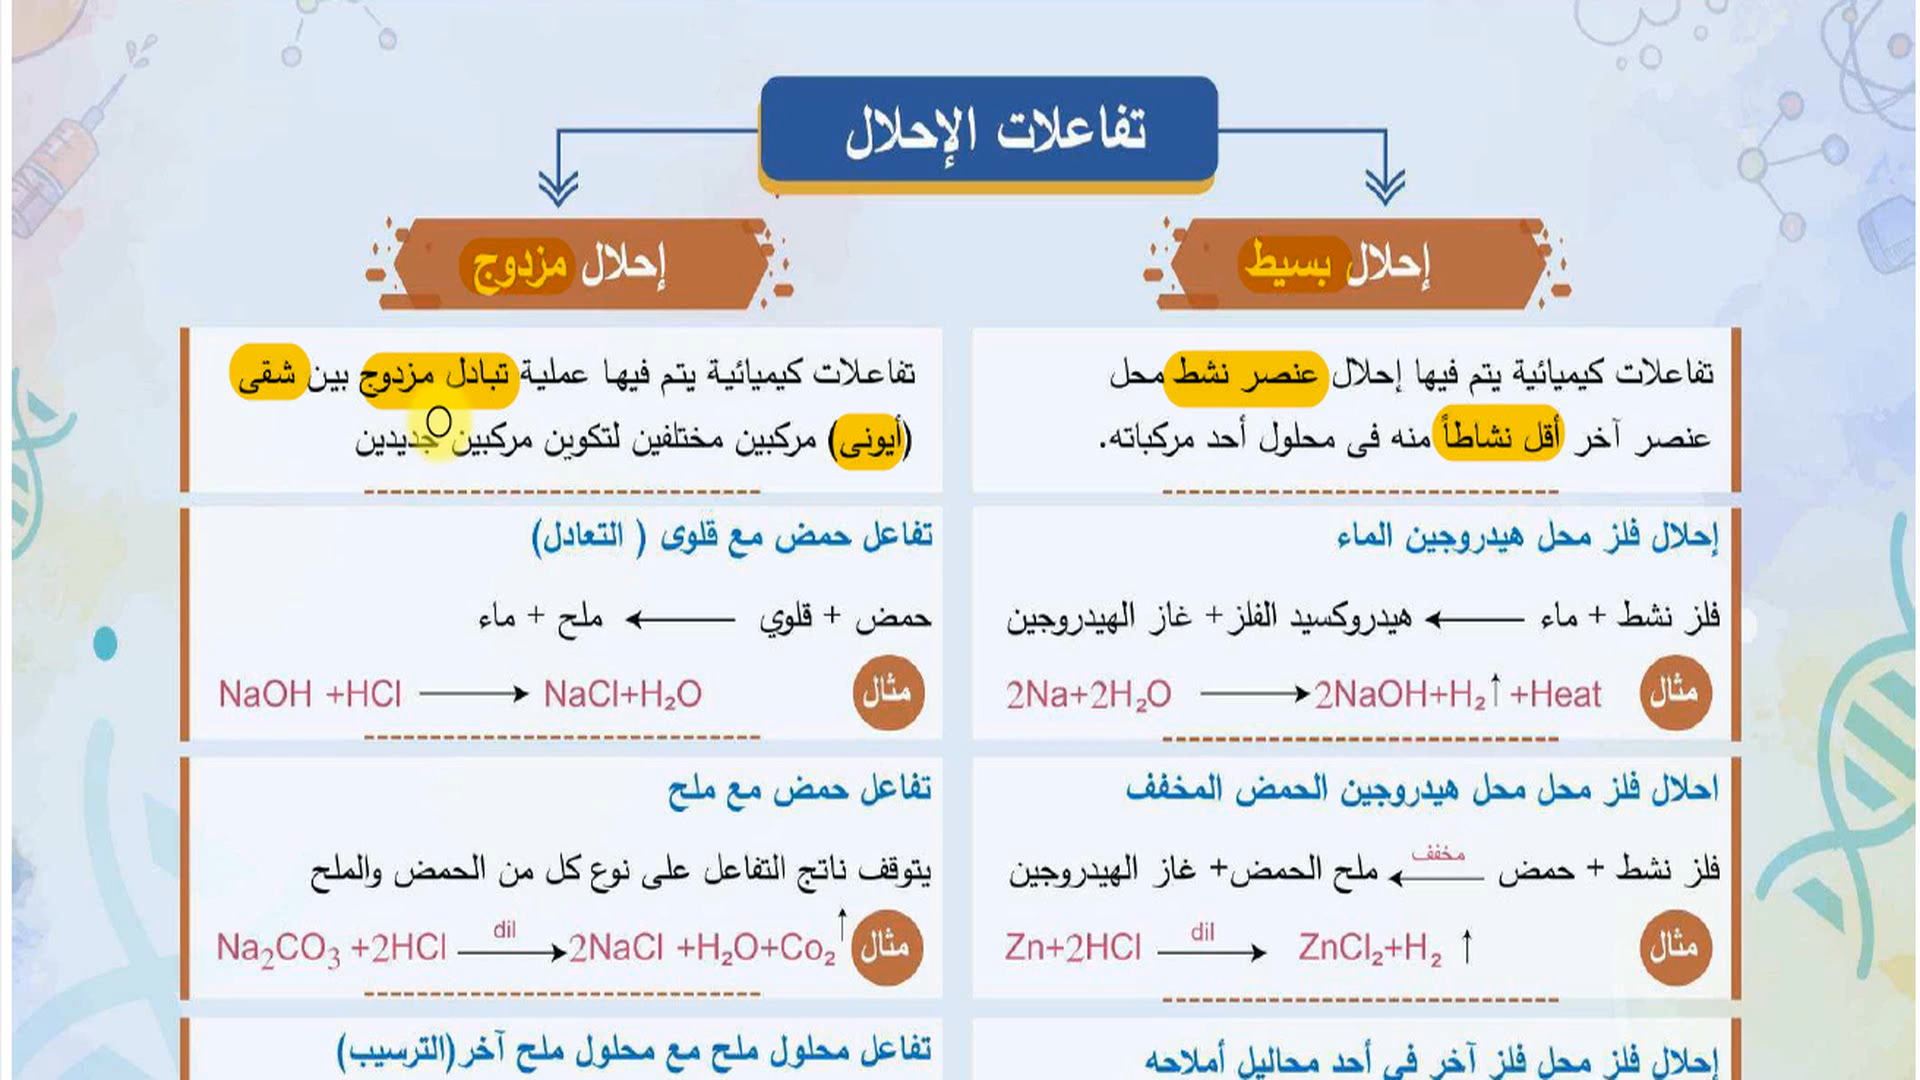 تفاعلات الإحلال
إحلال بسيط
تفاعلات كيميائية يتم فيها إحلال عنصر نشط محل
عنصر آخر أقل نشاطاً منه فى محلول أحد مركباته.
إحلال فلز محل هيدروجين الماء
فلز نشط + ماء ← هيدروكسيد الفلز + غاز الهيدروجين
مثال
2Na+2H₂O → 2NaOH+H₂↑ +Heat
احلال فلز محل محل هيدروجين الحمض المخفف
فلز نشط + حمض ← مخفف ملح الحمض+ غاز الهيدروجين
مثال
Zn+2HCl dil → ZnCl₂+H₂ ↑
إحلال فلز محل فلز آخر فى أحد محاليل أملاحه
إحلال مزدوج
تفاعلات كيميائية يتم فيها عملية تبادل مزدوج بين شقى
(أيونى) مركبين مختلفين لتكوين مركبين جديدين
تفاعل حمض مع قلوى ( التعادل)
حمض + قلوي ← ملح + ماء
مثال
NaOH +HCl → NaCl+H₂O
تفاعل حمض مع ملح
يتوقف ناتج التفاعل على نوع كل من الحمض والملح
مثال
Na₂CO₃ +2HCl dil → 2NaCl +H₂O+Co₂ ↑
تفاعل محلول ملح مع محلول ملح آخر(الترسيب)